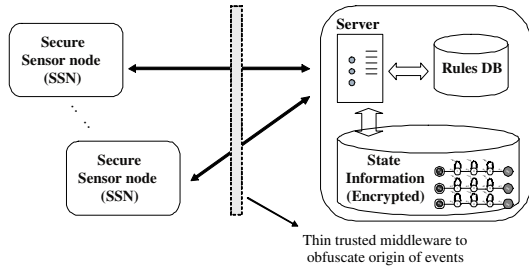 Secure
Sensor node
(SSN)
Secure
Sensor node
(SSN)
Server
Rules DB
State
Information
(Encrypted)
Thin trusted middleware to
obfuscate origin of events